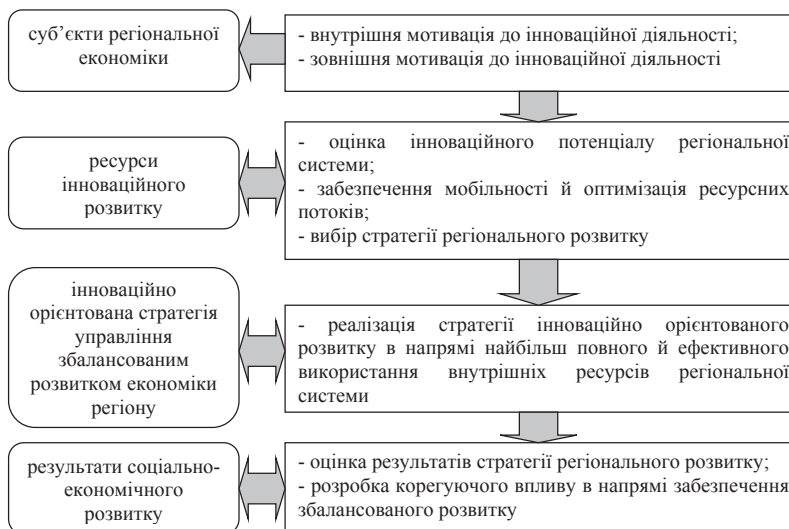 суб’єкти регіональної
економіки
- внутрішня мотивація до інноваційної діяльності;
- зовнішня мотивація до інноваційної діяльності
ресурси
інноваційного
розвитку
- оцінка інноваційного потенціалу регіональної
системи;
- забезпечення мобільності й оптимізація ресурсних
потоків;
- вибір стратегії регіонального розвитку
інноваційно
орієнтована стратегія
управління
збалансованим
розвитком економіки
регіону
- реалізація стратегії інноваційно орієнтованого
розвитку в напрямі найбільш повного й ефективного
використання внутрішніх ресурсів регіональної
системи
результати соціально-
економічного
розвитку
- оцінка результатів стратегії регіонального розвитку;
- розробка корегуючого впливу в напрямі забезпечення
збалансованого розвитку